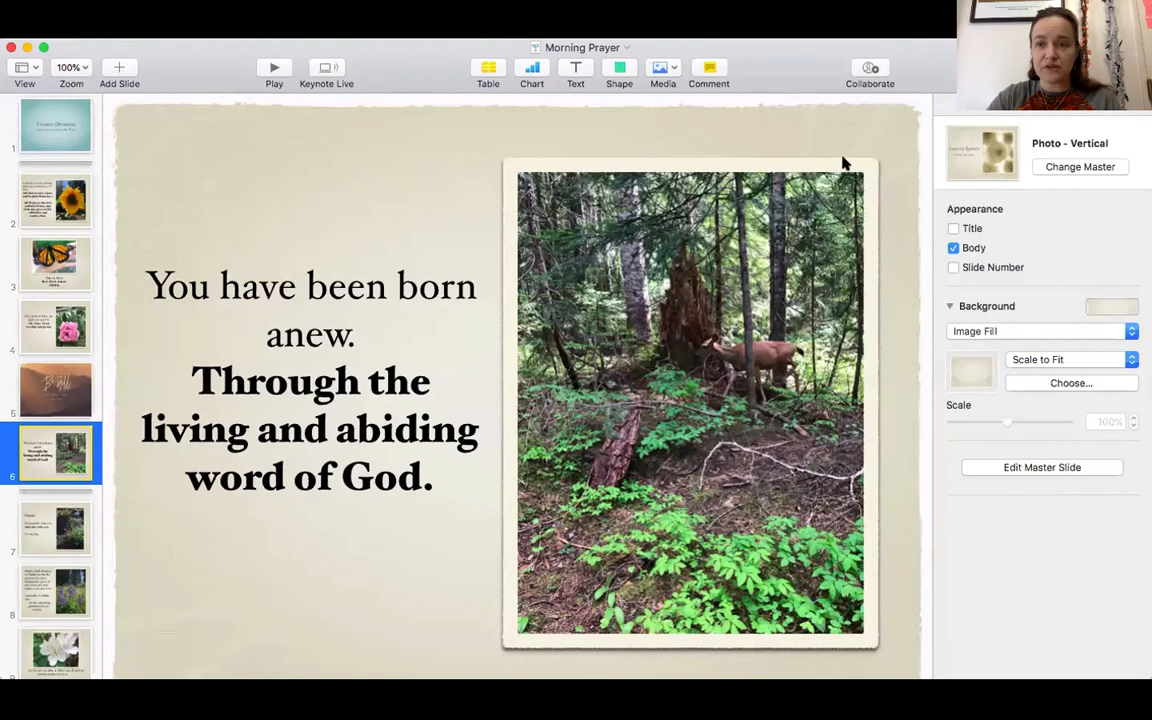 Morning Prayer
View
100%
Zoom
Add Slide
Play
Keynote Live
Table
Chart
Text
Shape
Media
Comment
Collaborate
1
2
3
4
5
6
7
8
9
Be still
You have been born
anew.
Through the
living and abiding
word of God.
Photo - Vertical
Change Master
Appearance
Title
Body
Slide Number
Background
Image Fill
Scale to Fit
Choose...
Scale
100%
Edit Master Slide